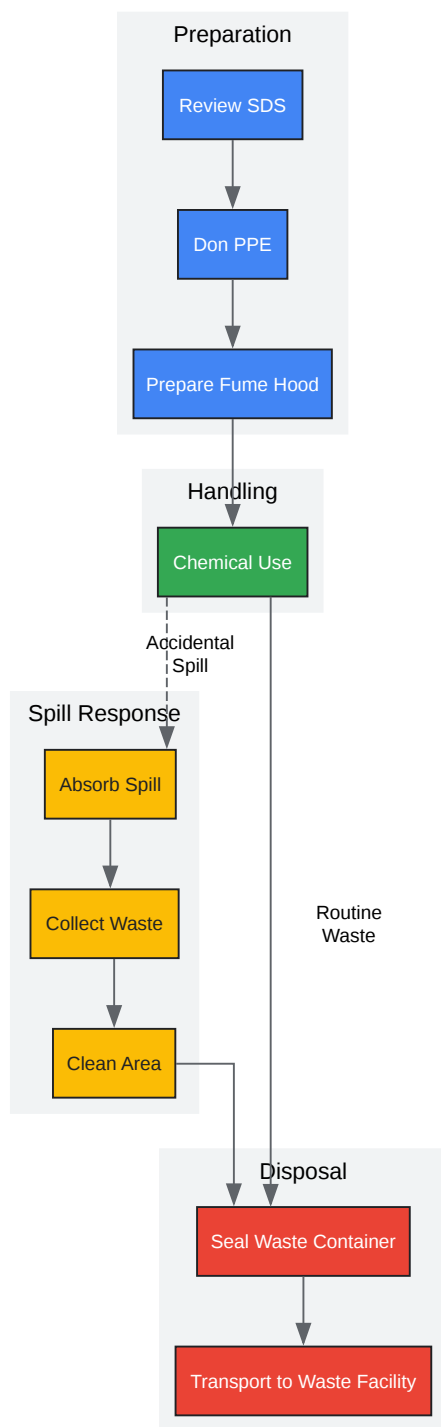 Preparation
Review SDS
Don PPE
Prepare Fume Hood
Handling
Chemical Use
Accidental
Spill
Spill Response
Absorb Spill
Collect Waste
Routine
Waste
Clean Area
Disposal
Seal Waste Container
Transport to Waste Facility